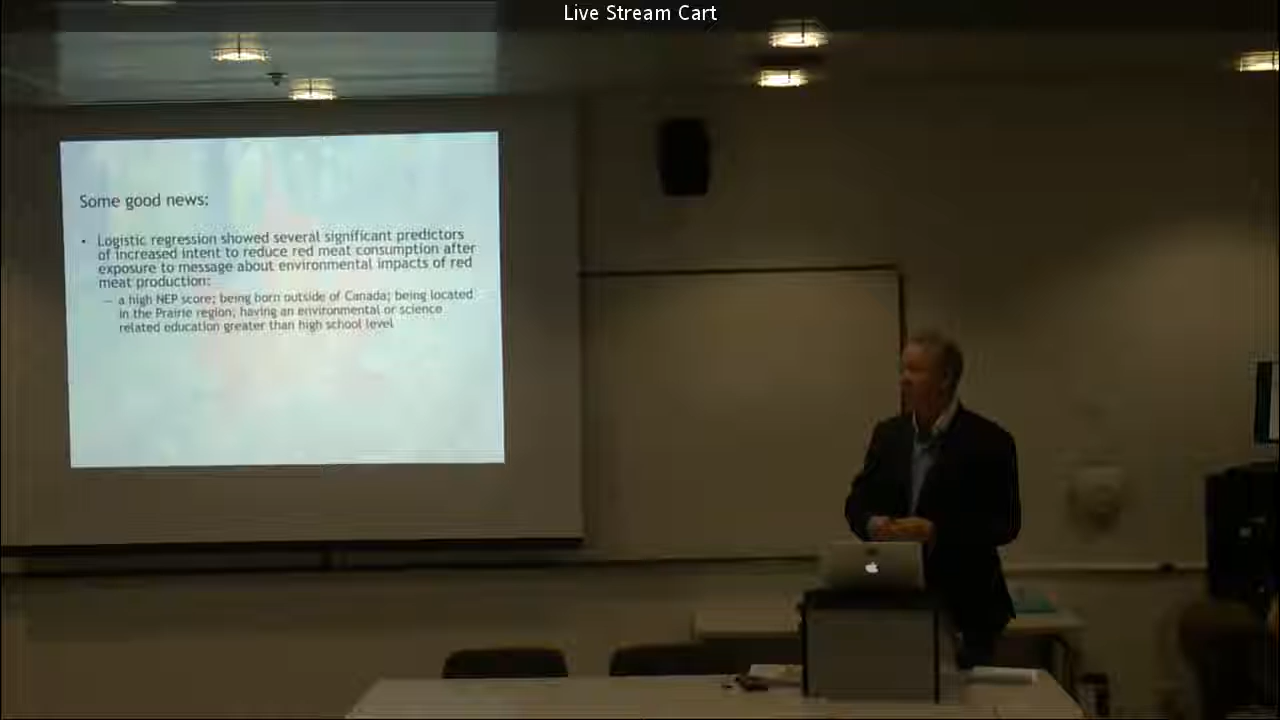 Live Stream Cart
Some good news:
• Logistic regression showed several significant predictors
of increased intent to reduce red meat consumption after
exposure to message about environmental impacts of red
meat production:
— a high NEP score; being born outside of Canada; being located
in the Prairie region; having an environmental or science
related education greater than high school level